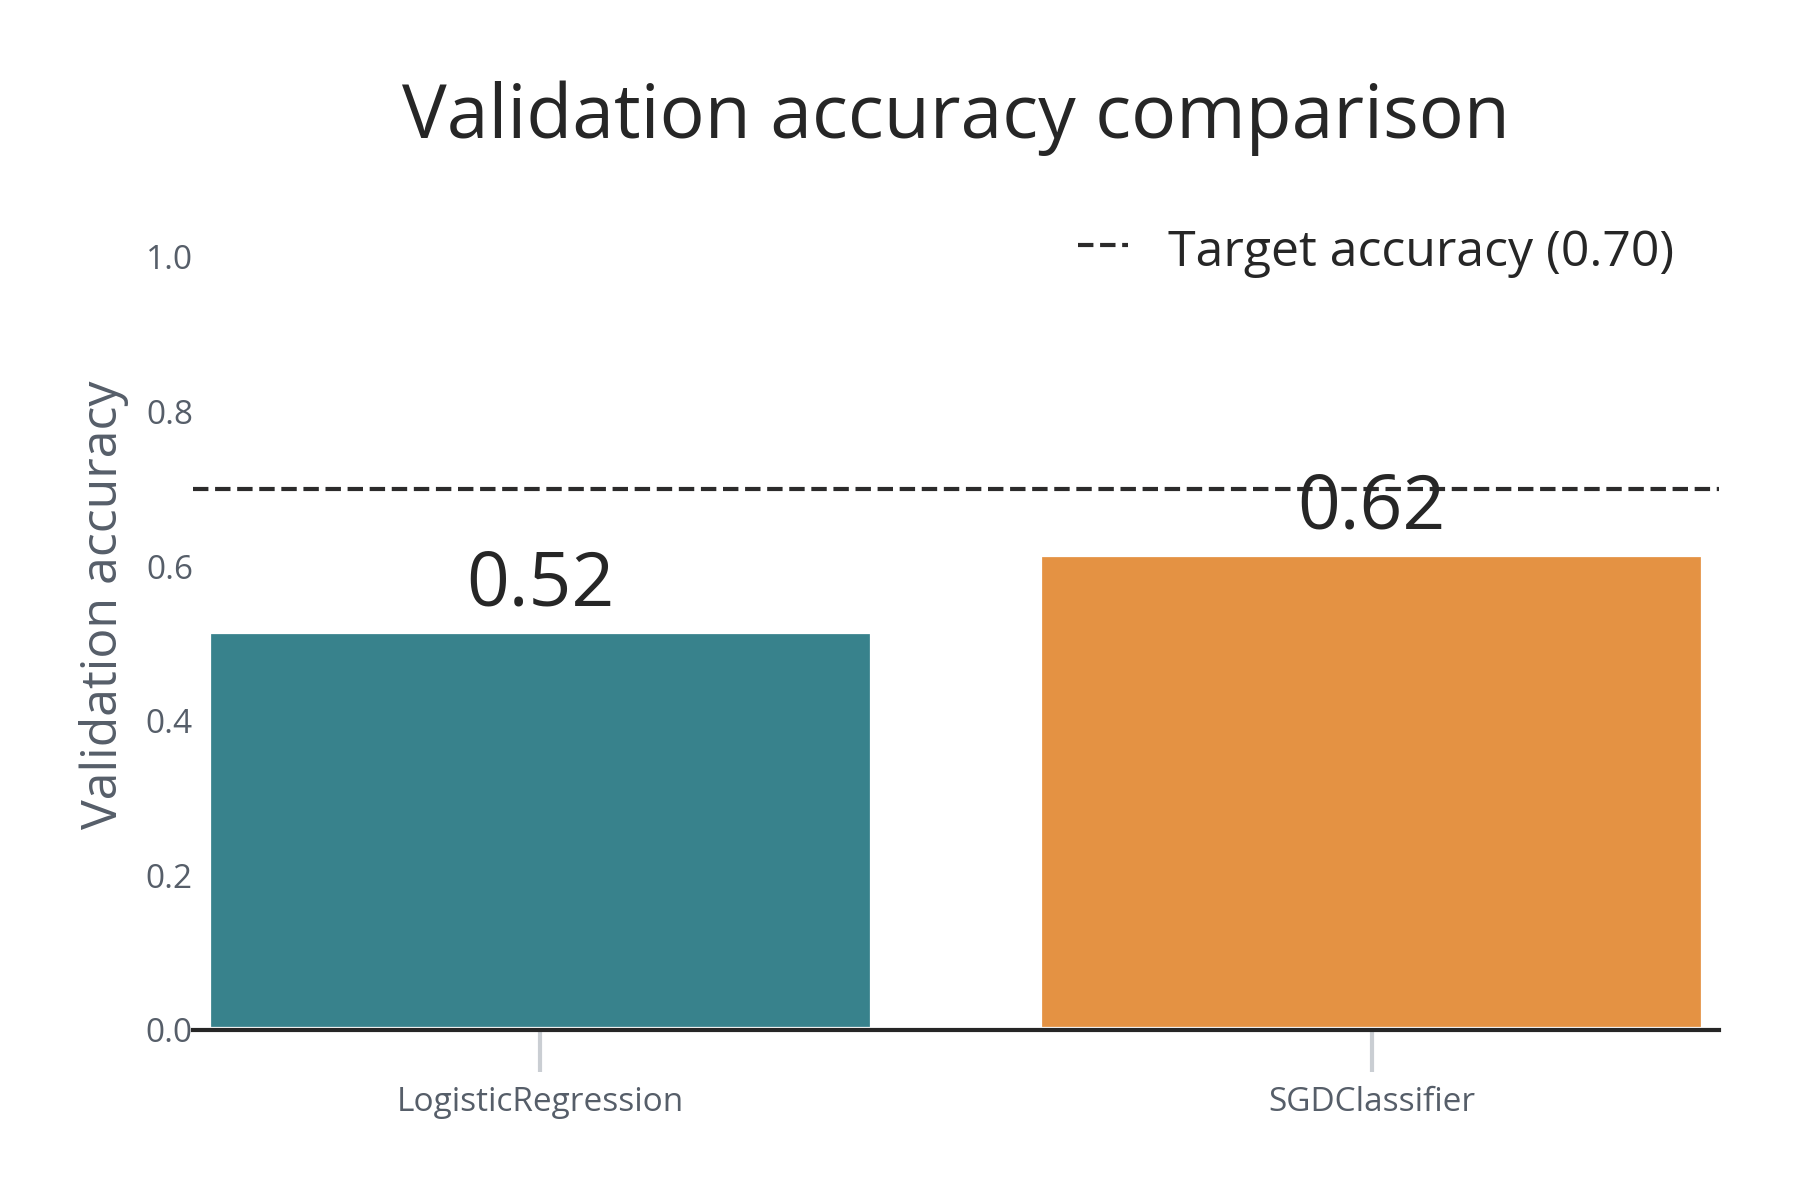 Validation accuracy comparison
Target accuracy (0.70)
Validation accuracy
1.0
0.8
0.6
0.4
0.2
0.0
0.52
0.62
LogisticRegression
SGDClassifier